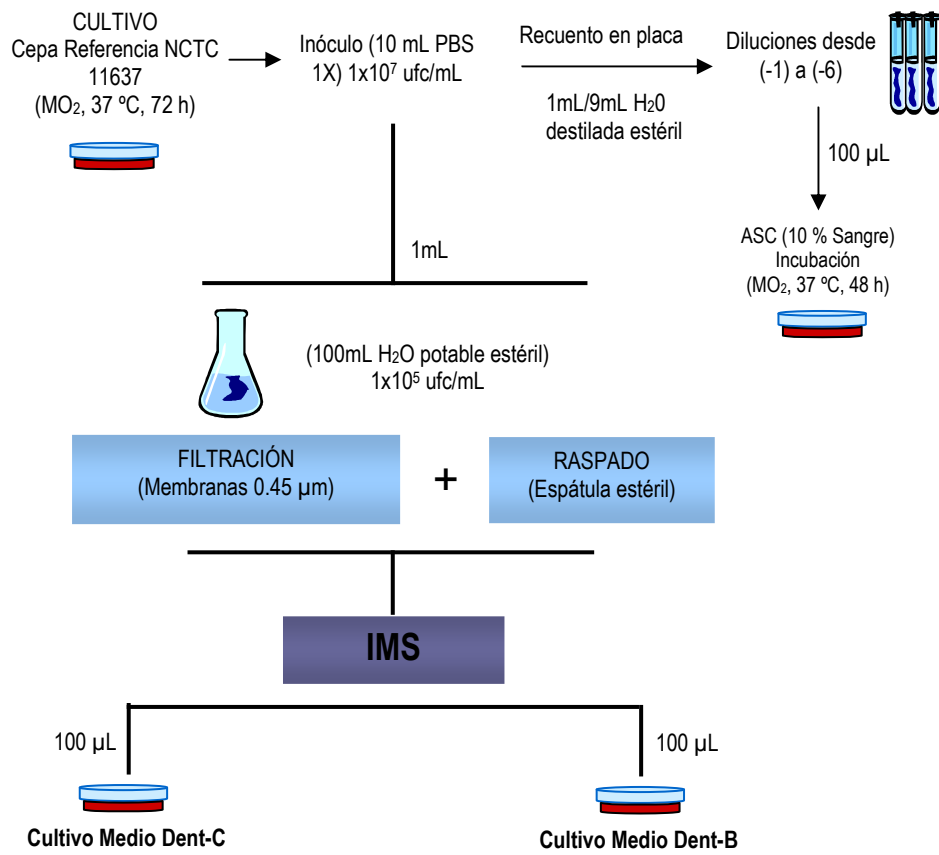 CULTIVO
Cepa Referencia NCTC
11637
(MO₂, 37 ºC, 72 h)
Inóculo (10 mL PBS
1X) 1x10⁷ ufc/mL
Recuento en placa
1mL/9mL H₂0
destilada estéril
Diluciones desde
(-1) a (-6)
100 µL
ASC (10 % Sangre)
Incubación
(MO₂, 37 ºC, 48 h)
1mL
(100mL H₂O potable estéril)
1x10⁵ ufc/mL
FILTRACIÓN
(Membranas 0.45 µm)
+
RASPADO
(Espátula estéril)
IMS
100 µL
100 µL
Cultivo Medio Dent-C
Cultivo Medio Dent-B